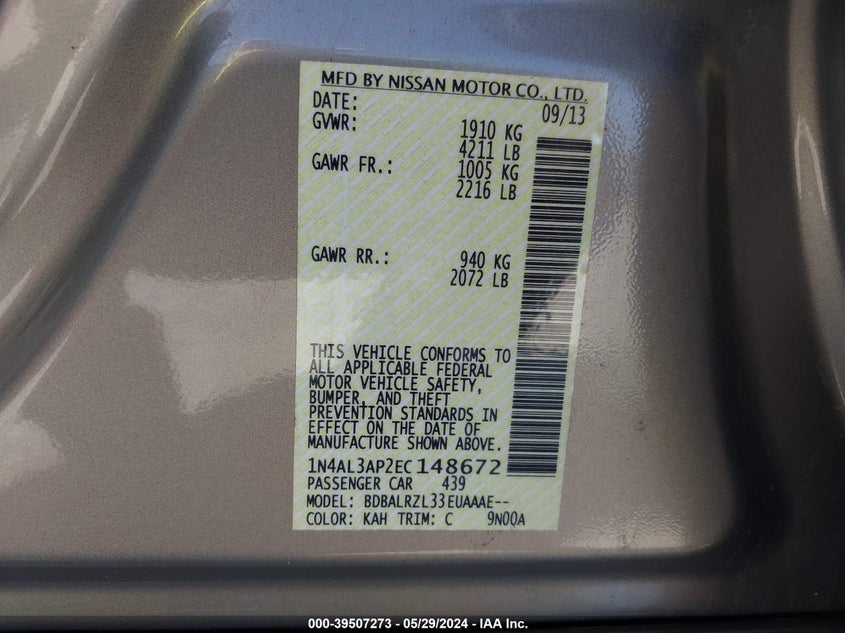 MFD BY NISSAN MOTOR CO., LTD.
DATE: 09/13
GVWR: 1910 KG
4211 LB
GAWR FR.: 1005 KG
2216 LB
GAWR RR.: 940 KG
2072 LB
THIS VEHICLE CONFORMS TO
ALL APPLICABLE FEDERAL
MOTOR VEHICLE SAFETY,
BUMPER, AND THEFT
PREVENTION STANDARDS IN
EFFECT ON THE DATE OF
MANUFACTURE SHOWN ABOVE.
1N4AL3AP2EC148672
PASSENGER CAR 439
MODEL: BDBALRZL33EUAAAE--
COLOR: KAH TRIM: C 9N00A
000-39507273 - 05/29/2024 - IAA Inc.